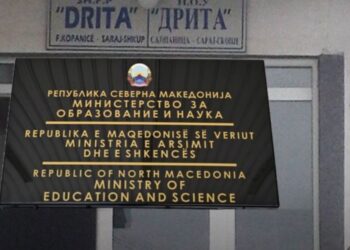 "DRITA" "ДРИТА"
F.KOPANICË - SARAJ-SHKUP С.КОПАНИЦА - САРАЈ-СКОПЈЕ
РЕПУБЛИКА СЕВЕРНА МАКЕДОНИЈА
МИНИСТЕРСТВО ЗА
ОБРАЗОВАНИЕ И НАУКА
REPUBLIKA E MAQEDONISË SË VERIUT
MINISTRIA E ARSIMIT
DHE E SHKENCËS
REPUBLIC OF NORTH MACEDONIA
MINISTRY OF
EDUCATION AND SCIENCE